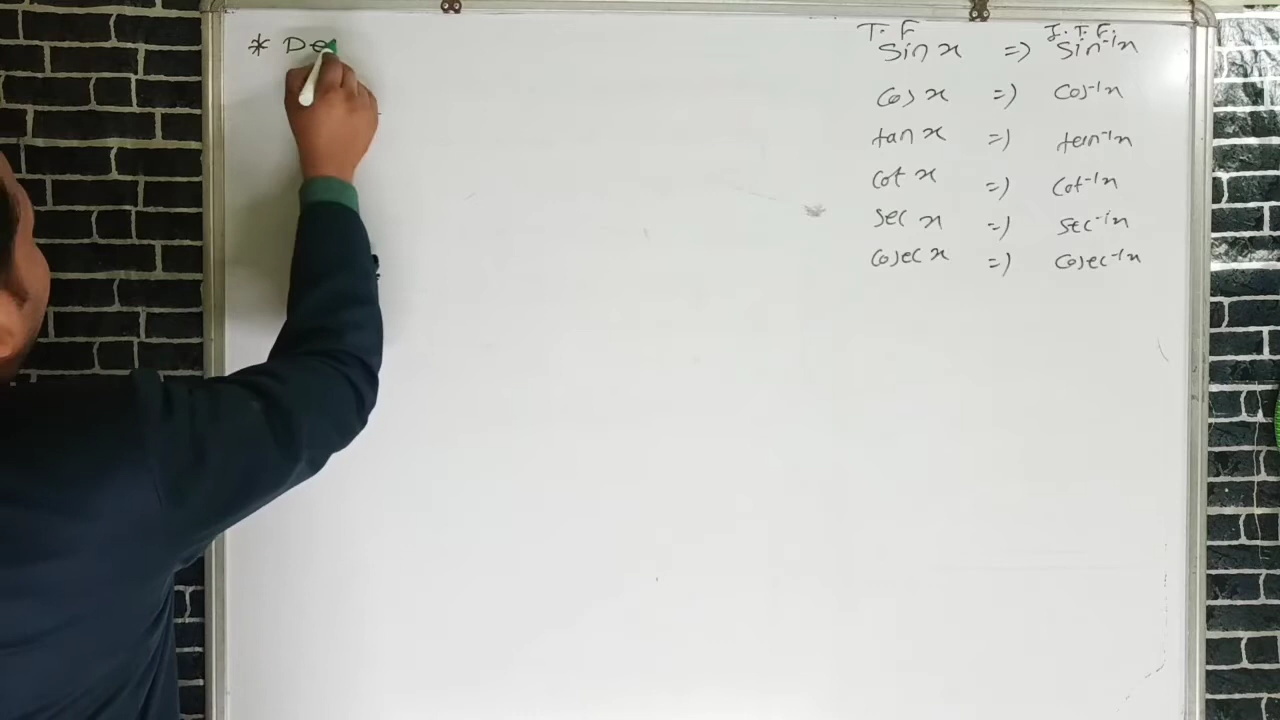 * De
T. F I. T. F.
Sin x => Sin⁻¹x
Cos x => Cos⁻¹x
tan x => tan⁻¹x
Cot x => Cot⁻¹x
Sec x => Sec⁻¹x
Cosec x => Cosec⁻¹x